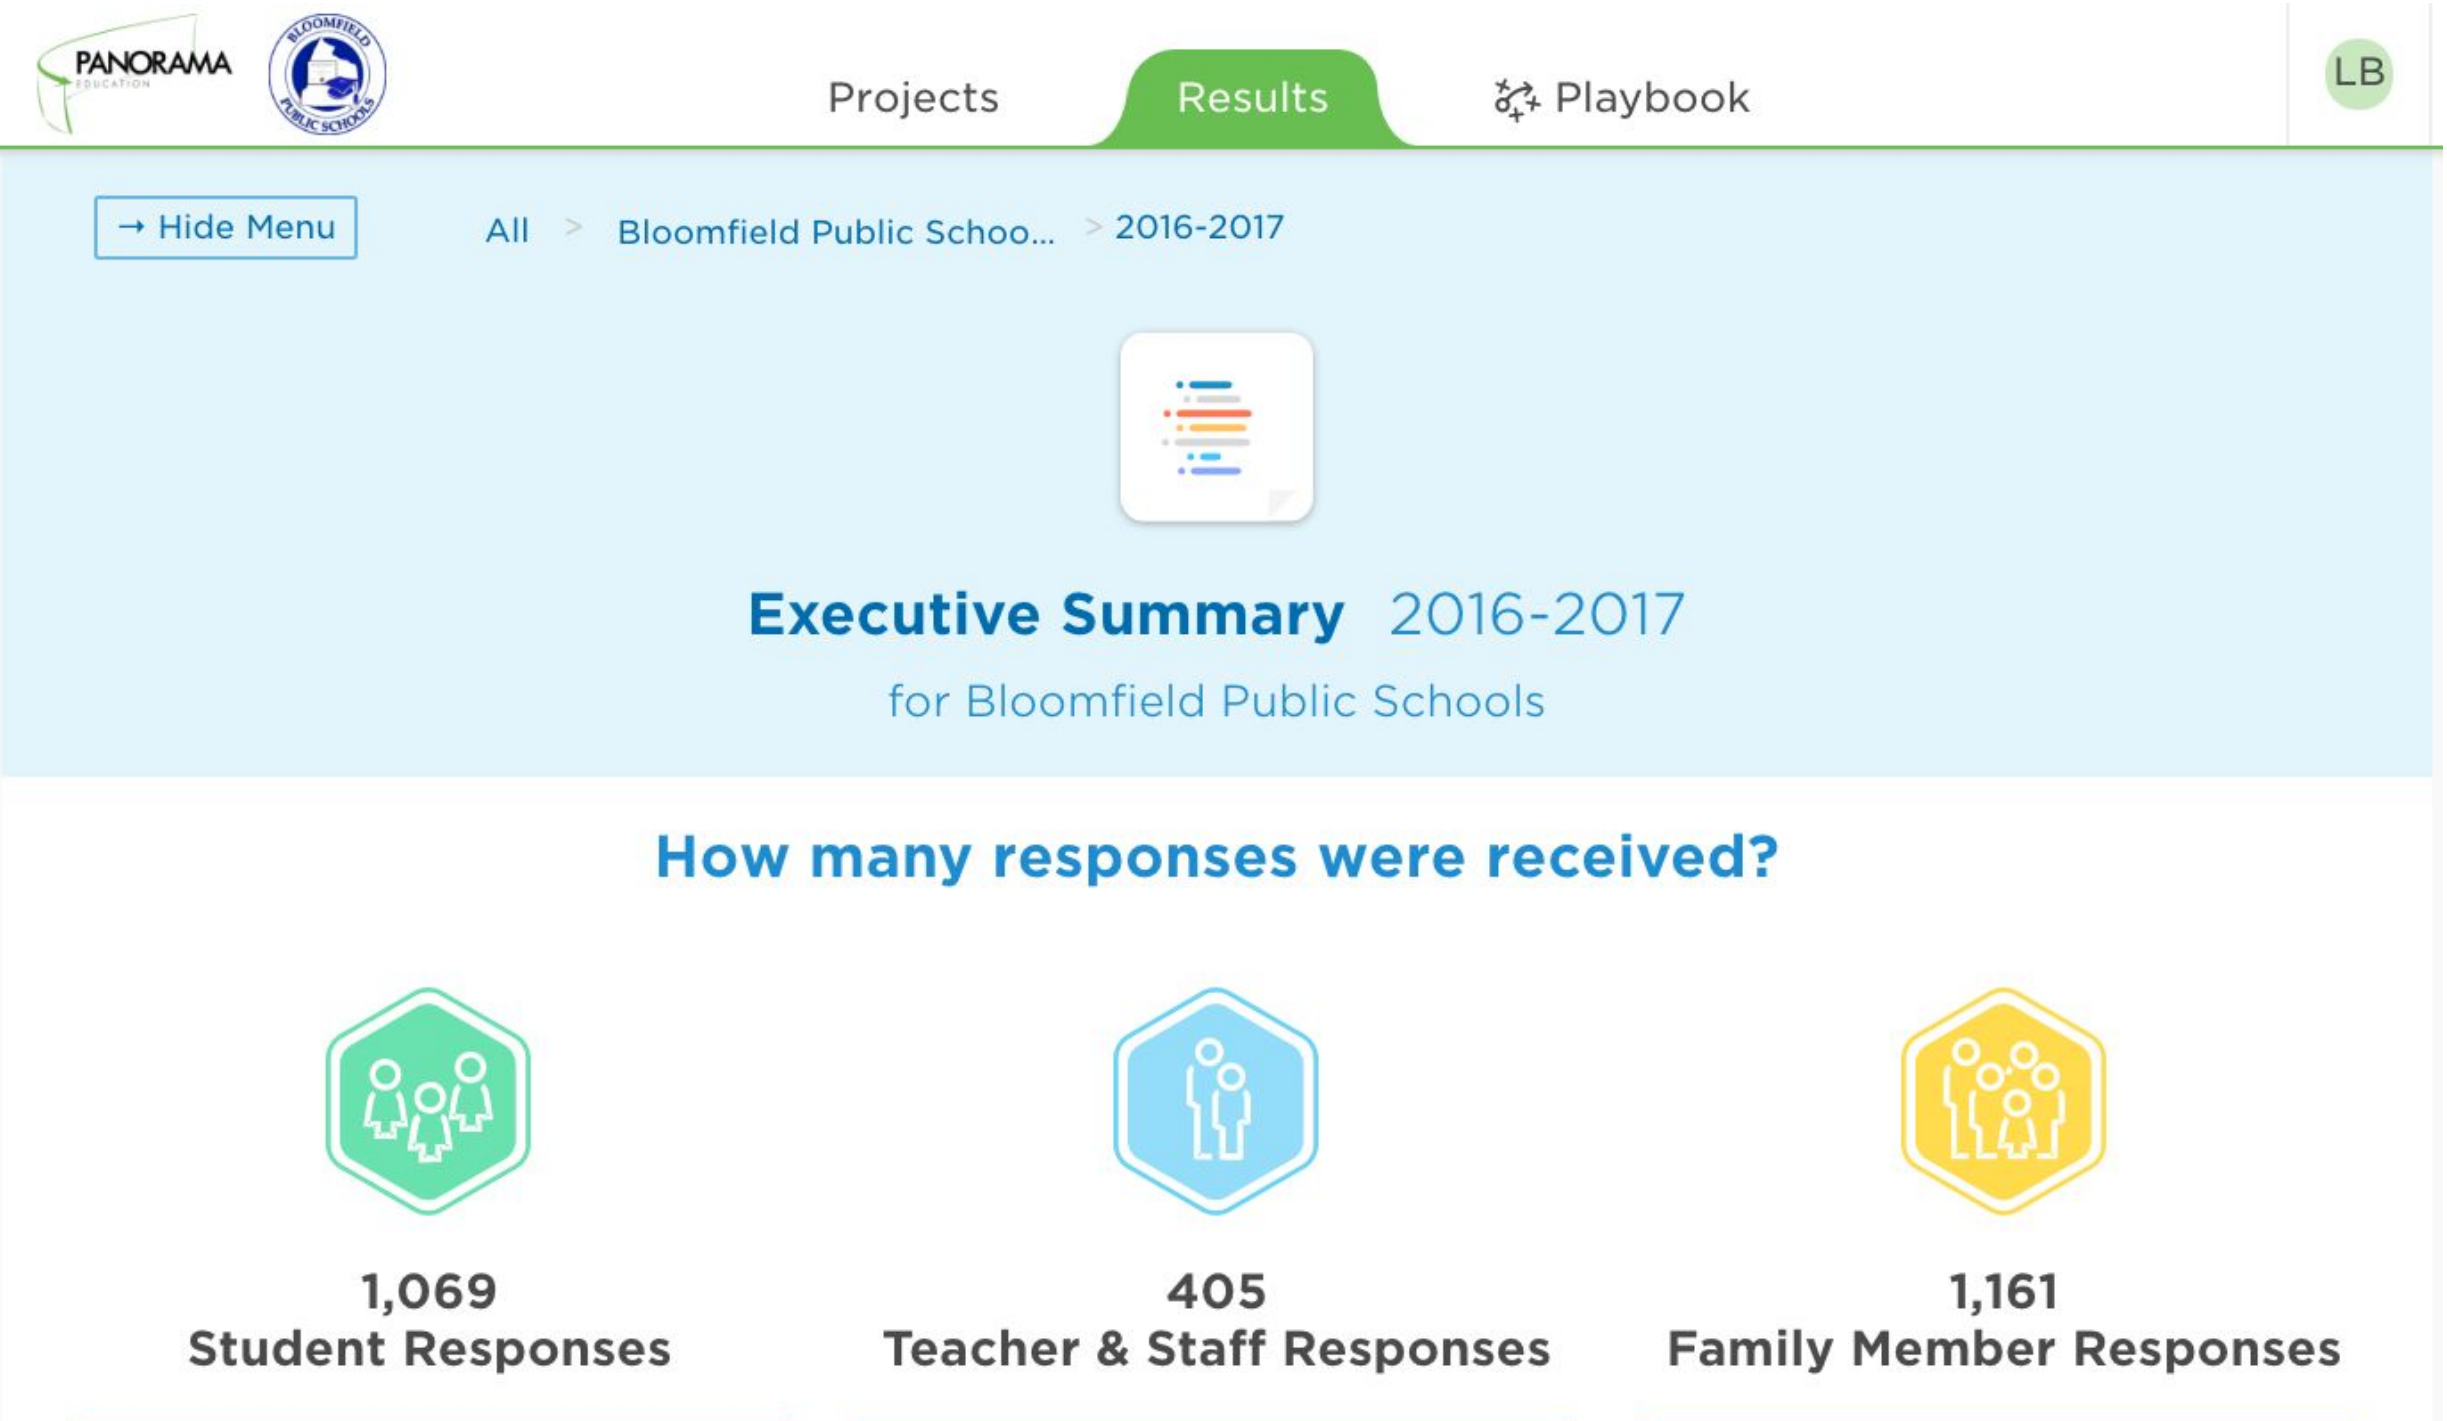 PANORAMA
EDUCATION
BLOOMFIELD
PUBLIC SCHOOLS
Projects
Results
Playbook
LB
→ Hide Menu
All > Bloomfield Public Schoo... > 2016-2017
Executive Summary 2016-2017
for Bloomfield Public Schools
How many responses were received?
1,069
Student Responses
405
Teacher & Staff Responses
1,161
Family Member Responses